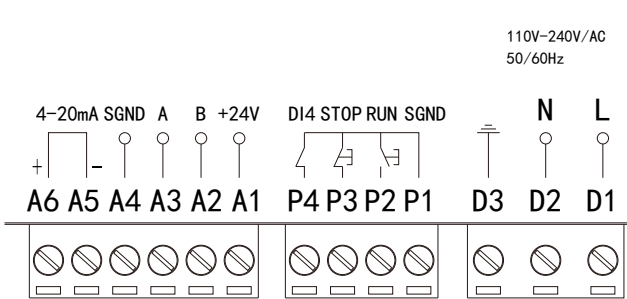 110V-240V/AC
50/60Hz
4-20mA SGND A B +24V DI4 STOP RUN SGND N L
+ -
A6 A5 A4 A3 A2 A1 P4 P3 P2 P1 D3 D2 D1